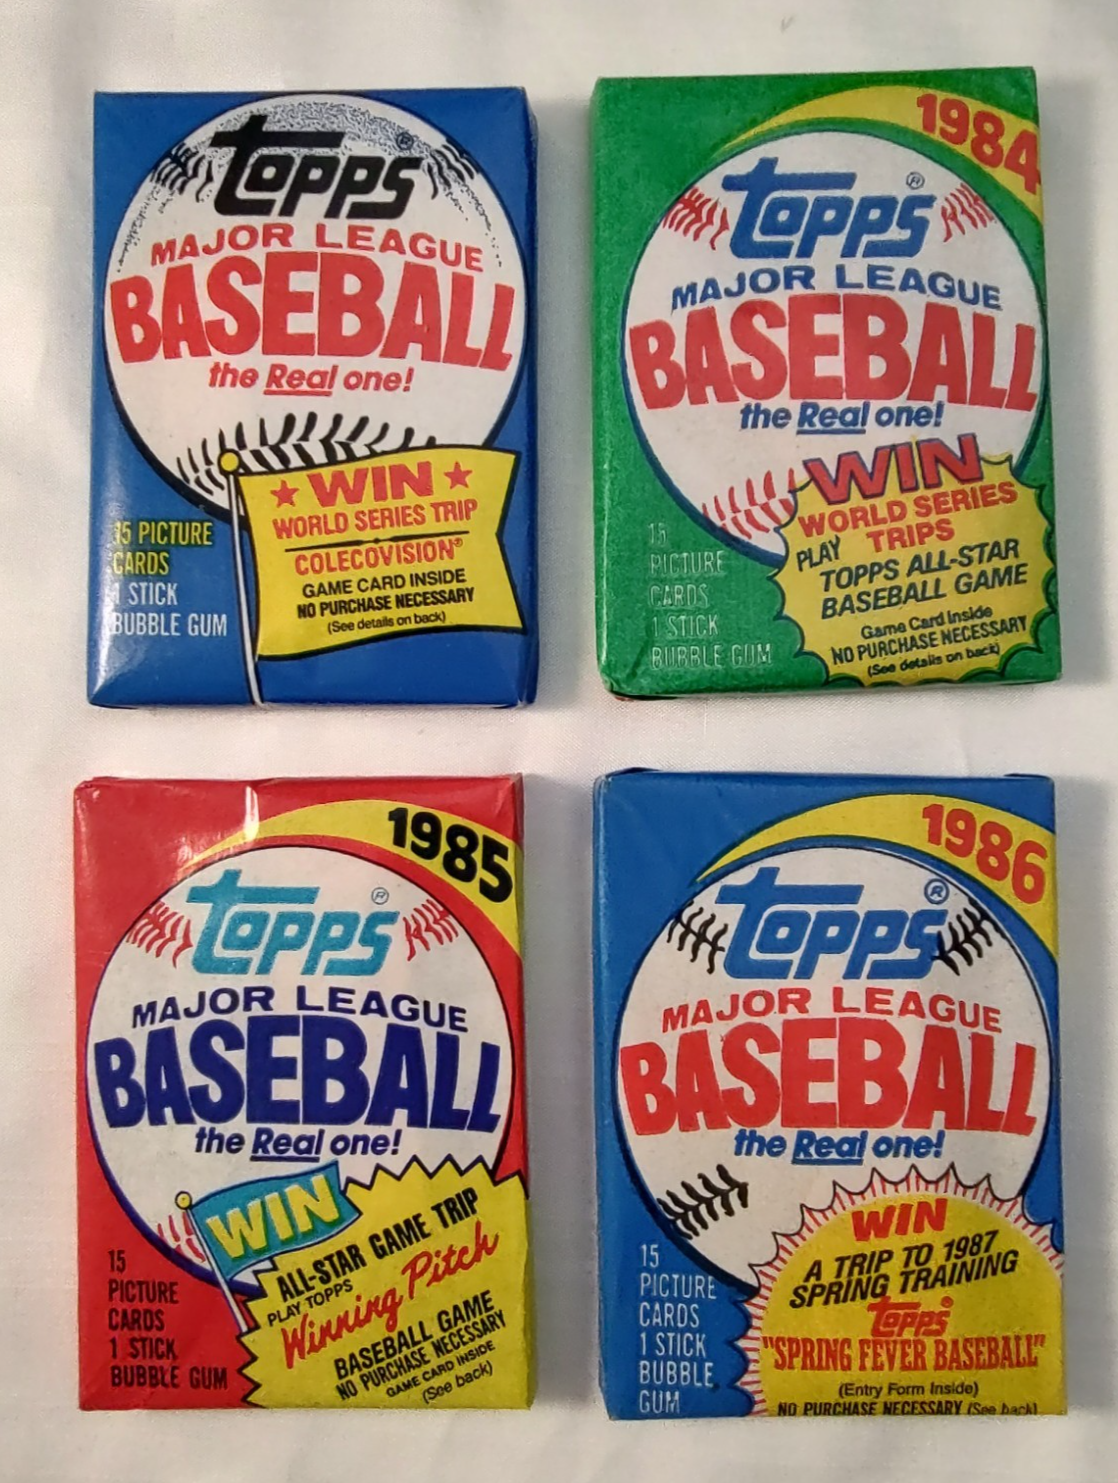 Topps®
MAJOR LEAGUE
BASEBALL
the Real one!
★ WIN ★
WORLD SERIES TRIP
COLECOVISION®
GAME CARD INSIDE
NO PURCHASE NECESSARY
(See details on back)
15 PICTURE
CARDS
1 STICK
BUBBLE GUM
1984
Topps®
MAJOR LEAGUE
BASEBALL
the Real one!
WIN
WORLD SERIES
TRIPS
PLAY
TOPPS ALL-STAR
BASEBALL GAME
Game Card Inside
NO PURCHASE NECESSARY
(See details on back)
15
PICTURE
CARDS
1 STICK
BUBBLE GUM
1985
Topps®
MAJOR LEAGUE
BASEBALL
the Real one!
WIN
ALL-STAR GAME TRIP
PLAY TOPPS
Winning Pitch
BASEBALL GAME
NO PURCHASE NECESSARY
GAME CARD INSIDE
(See back)
15
PICTURE
CARDS
1 STICK
BUBBLE GUM
1986
Topps®
MAJOR LEAGUE
BASEBALL
the Real one!
WIN
A TRIP TO 1987
SPRING TRAINING
Topps®
"SPRING FEVER BASEBALL"
(Entry Form Inside)
NO PURCHASE NECESSARY (See back)
15
PICTURE
CARDS
1 STICK
BUBBLE
GUM